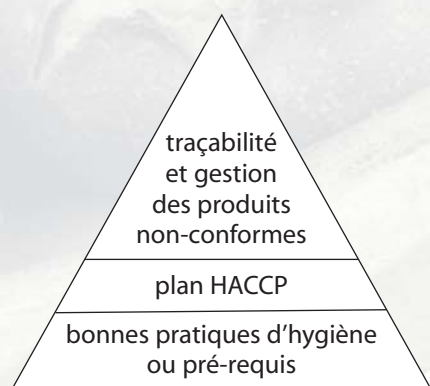 traçabilité
et gestion
des produits
non-conformes
plan HACCP
bonnes pratiques d’hygiène
ou pré-requis